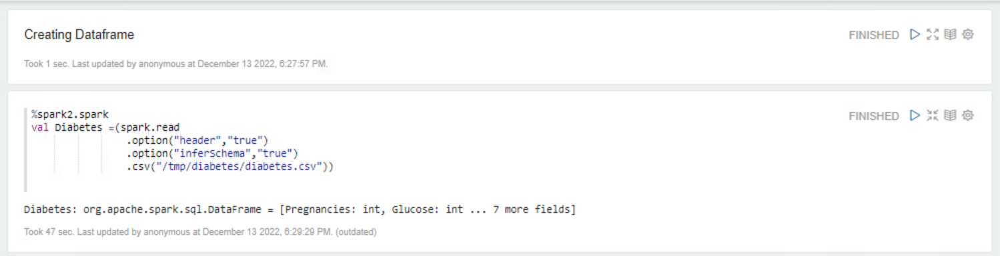 Creating Dataframe
FINISHED
Took 1 sec. Last updated by anonymous at December 13 2022, 6:27:57 PM.
%spark2.spark
FINISHED
val Diabetes =(spark.read
.option("header","true")
.option("inferSchema","true")
.csv("/tmp/diabetes/diabetes.csv"))
Diabetes: org.apache.spark.sql.DataFrame = [Pregnancies: int, Glucose: int ... 7 more fields]
Took 47 sec. Last updated by anonymous at December 13 2022, 6:29:29 PM. (outdated)